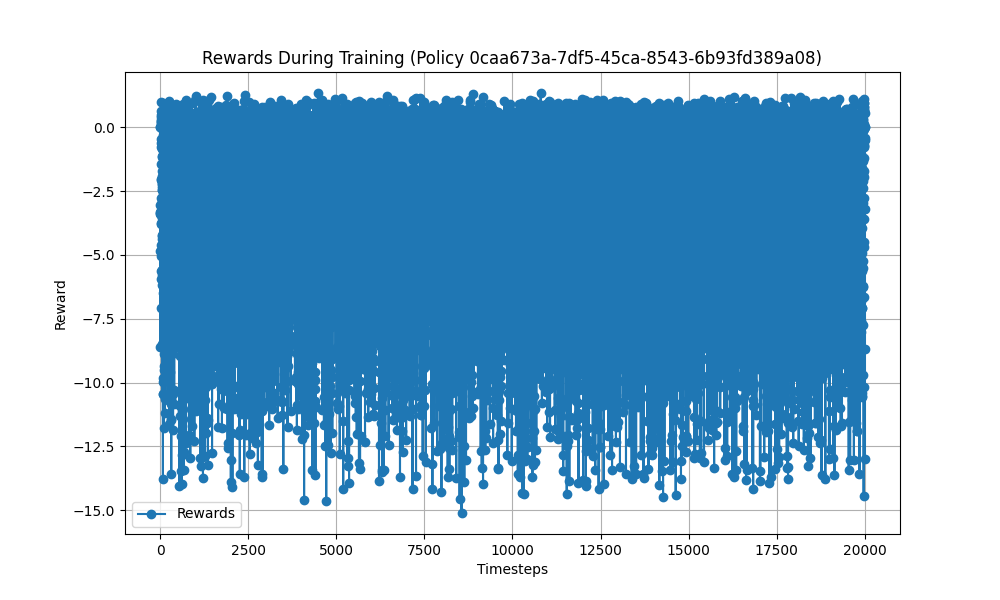 Rewards During Training (Policy 0caa673a-7df5-45ca-8543-6b93fd389a08)
Reward
0.0
−2.5
−5.0
−7.5
−10.0
−12.5
−15.0
Rewards
0 2500 5000 7500 10000 12500 15000 17500 20000
Timesteps